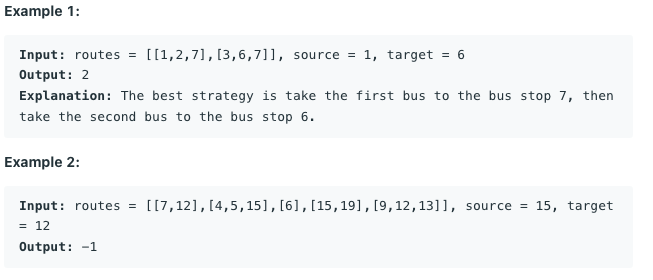 Example 1:
Input: routes = [[1,2,7],[3,6,7]], source = 1, target = 6
Output: 2
Explanation: The best strategy is take the first bus to the bus stop 7, then
take the second bus to the bus stop 6.
Example 2:
Input: routes = [[7,12],[4,5,15],[6],[15,19],[9,12,13]], source = 15, target
= 12
Output: -1